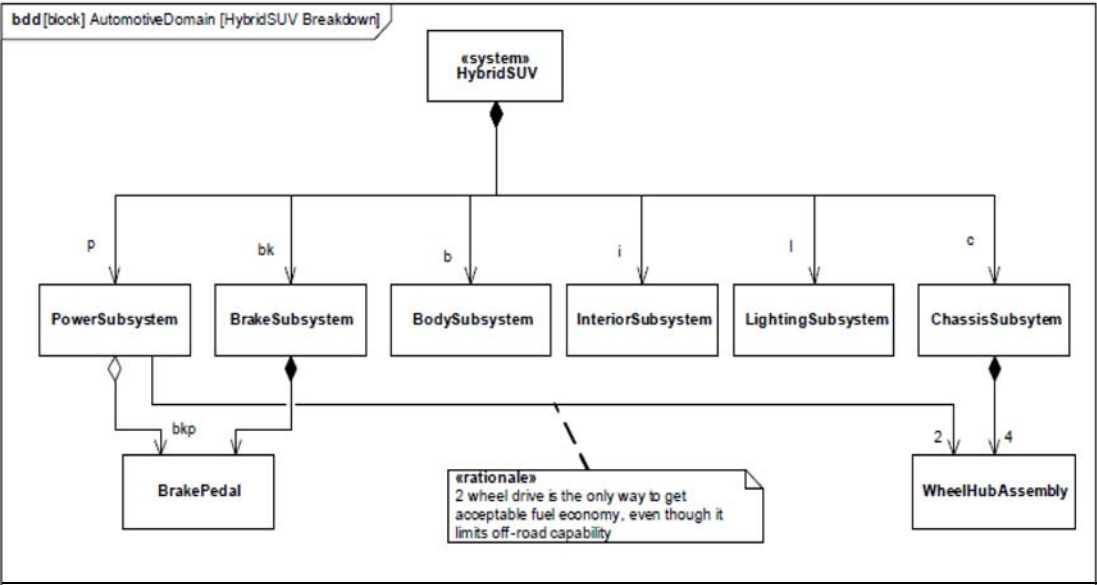 bdd [block] AutomotiveDomain [HybridSUV Breakdown]
«system»
HybridSUV
p
bk
b
i
l
c
PowerSubsystem
BrakeSubsystem
BodySubsystem
InteriorSubsystem
LightingSubsystem
ChassisSubsytem
bkp
2
4
BrakePedal
«rationale»
2 wheel drive is the only way to get
acceptable fuel economy, even though it
limits off-road capability
WheelHubAssembly